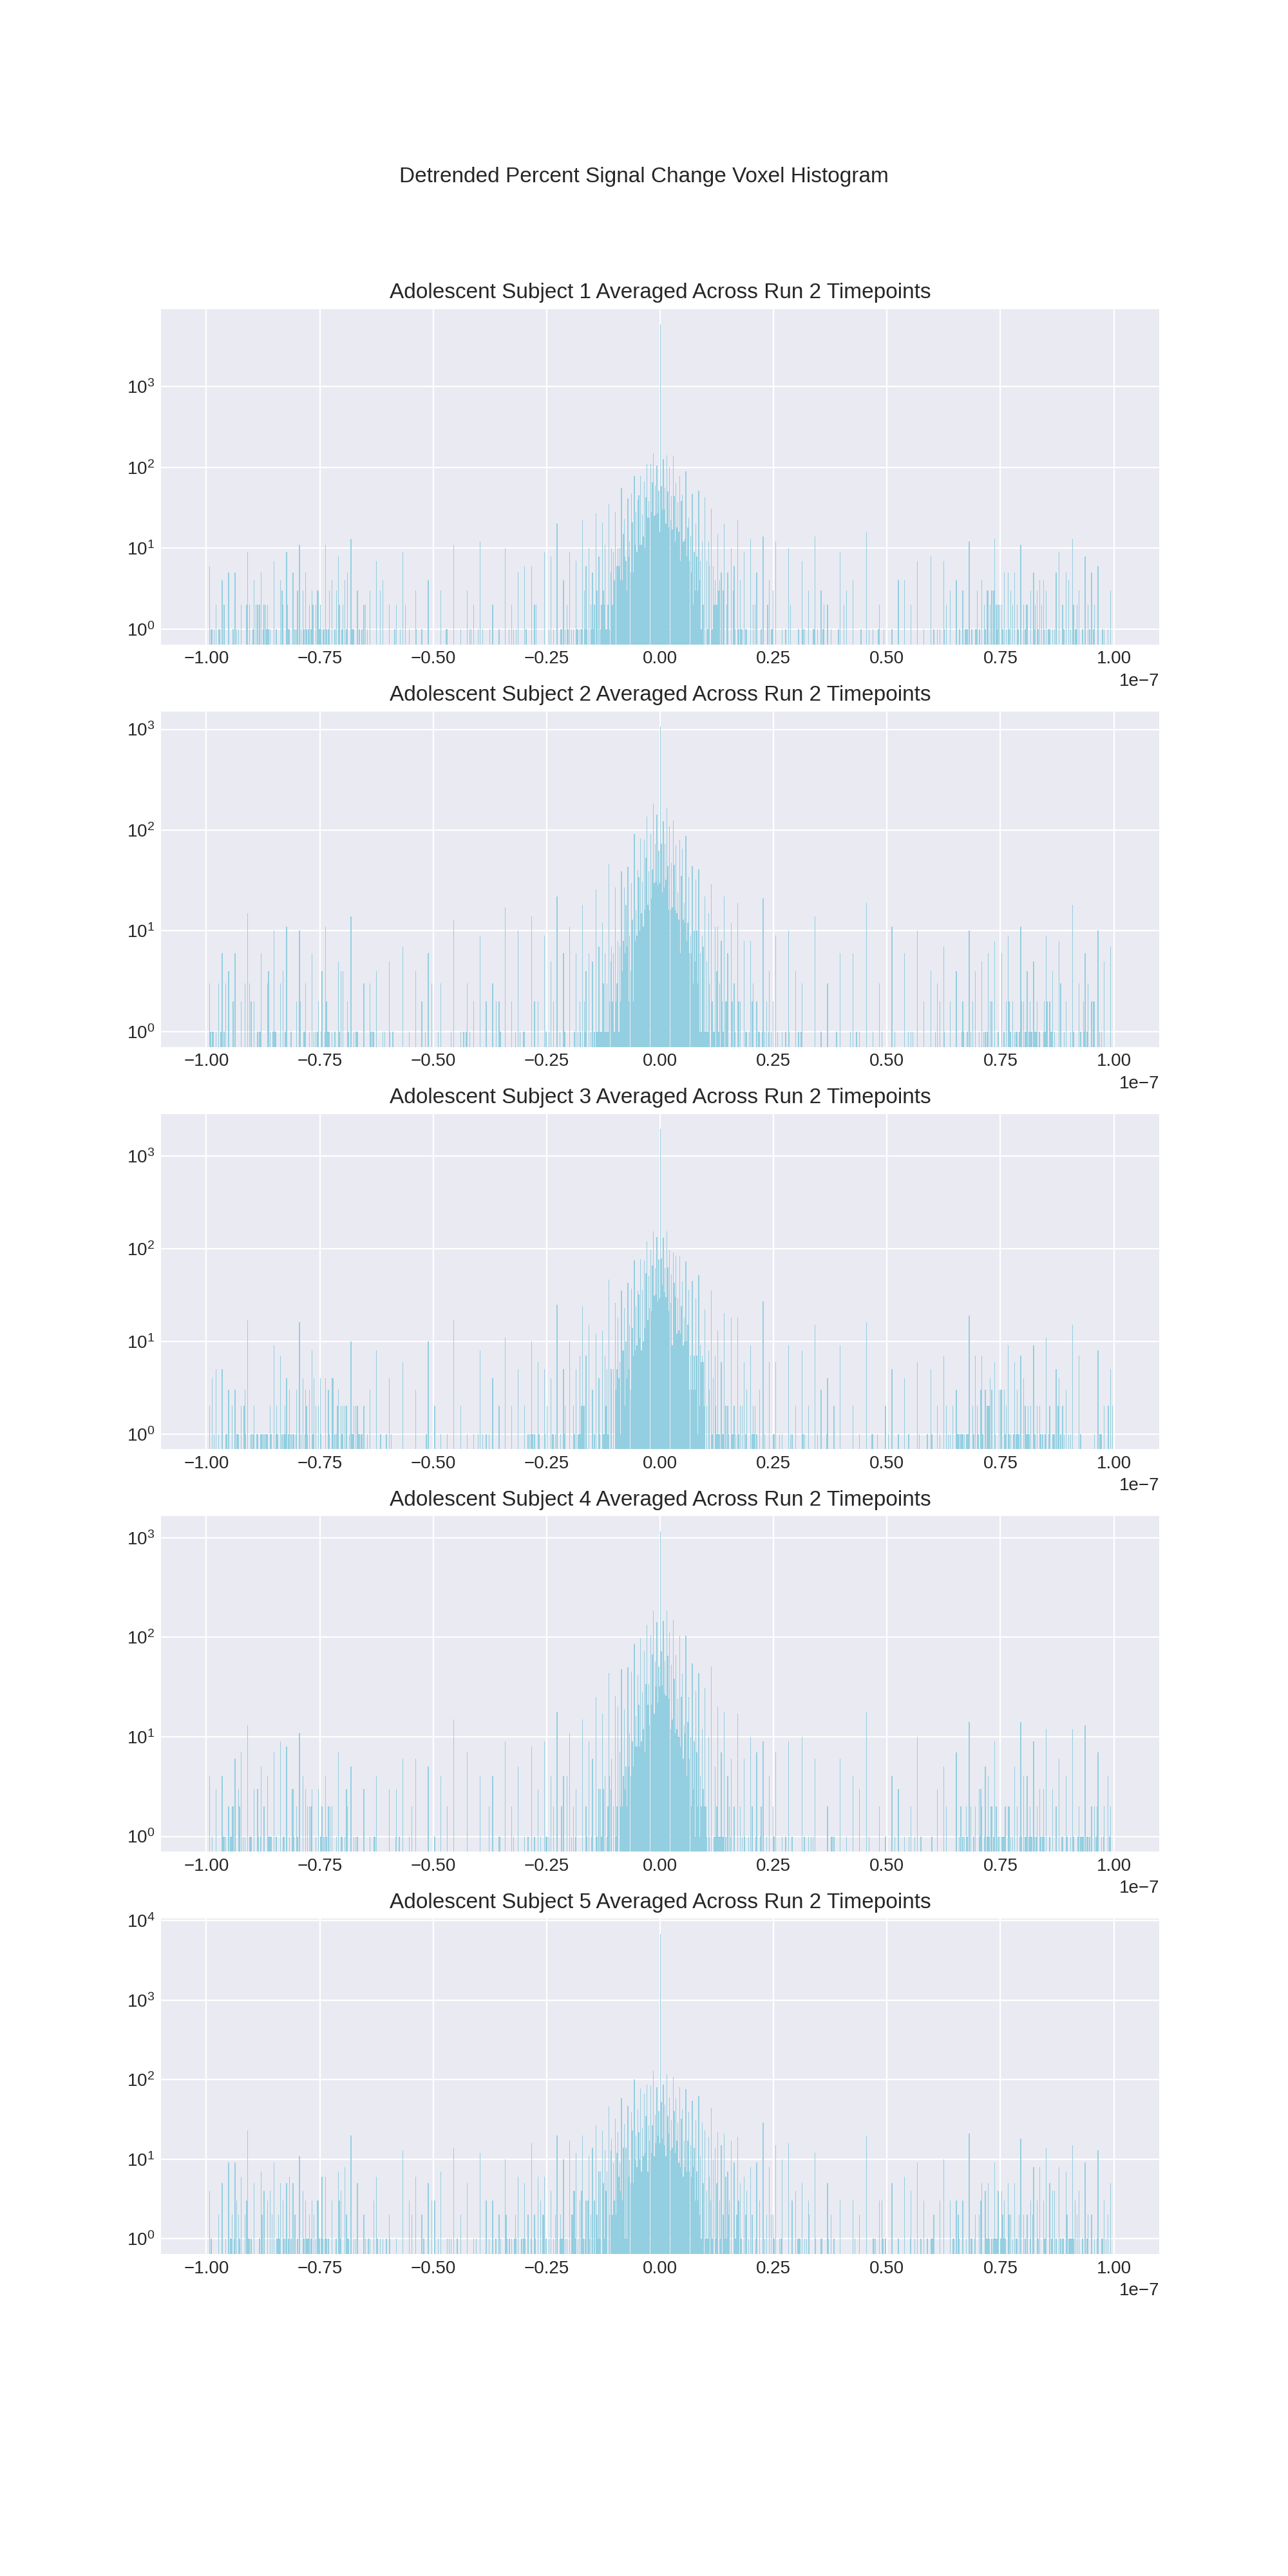 Detrended Percent Signal Change Voxel Histogram
Adolescent Subject 1 Averaged Across Run 2 Timepoints
10³
10²
10¹
10⁰
−1.00 −0.75 −0.50 −0.25 0.00 0.25 0.50 0.75 1.00
1e−7
Adolescent Subject 2 Averaged Across Run 2 Timepoints
10³
10²
10¹
10⁰
−1.00 −0.75 −0.50 −0.25 0.00 0.25 0.50 0.75 1.00
1e−7
Adolescent Subject 3 Averaged Across Run 2 Timepoints
10³
10²
10¹
10⁰
−1.00 −0.75 −0.50 −0.25 0.00 0.25 0.50 0.75 1.00
1e−7
Adolescent Subject 4 Averaged Across Run 2 Timepoints
10³
10²
10¹
10⁰
−1.00 −0.75 −0.50 −0.25 0.00 0.25 0.50 0.75 1.00
1e−7
Adolescent Subject 5 Averaged Across Run 2 Timepoints
10⁴
10³
10²
10¹
10⁰
−1.00 −0.75 −0.50 −0.25 0.00 0.25 0.50 0.75 1.00
1e−7